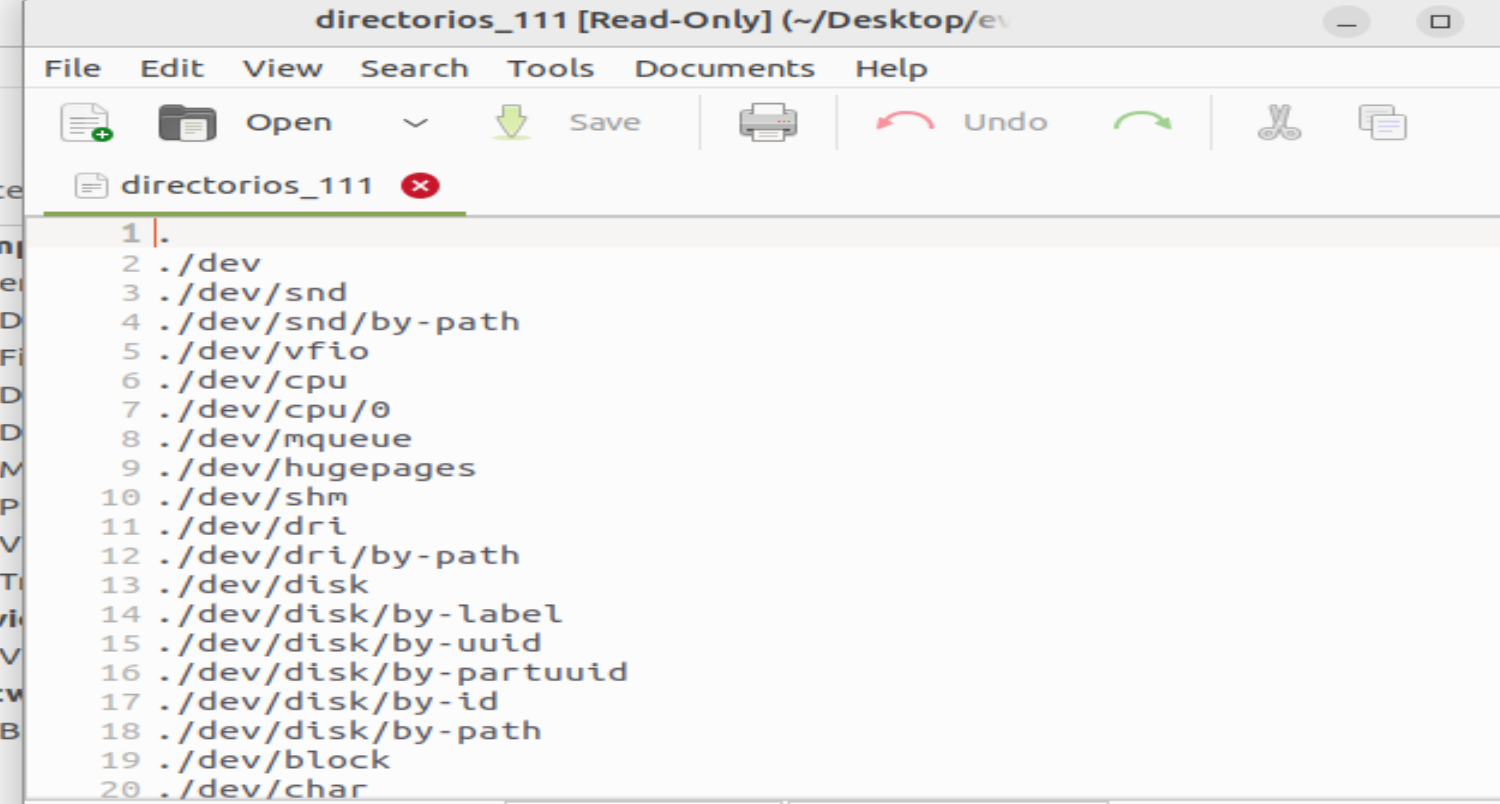 directorios_111 [Read-Only] (~/Desktop/ev
File Edit View Search Tools Documents Help
Open Save Undo
directorios_111
1 .
2 ./dev
3 ./dev/snd
4 ./dev/snd/by-path
5 ./dev/vfio
6 ./dev/cpu
7 ./dev/cpu/0
8 ./dev/mqueue
9 ./dev/hugepages
10 ./dev/shm
11 ./dev/dri
12 ./dev/dri/by-path
13 ./dev/disk
14 ./dev/disk/by-label
15 ./dev/disk/by-uuid
16 ./dev/disk/by-partuuid
17 ./dev/disk/by-id
18 ./dev/disk/by-path
19 ./dev/block
20 ./dev/char